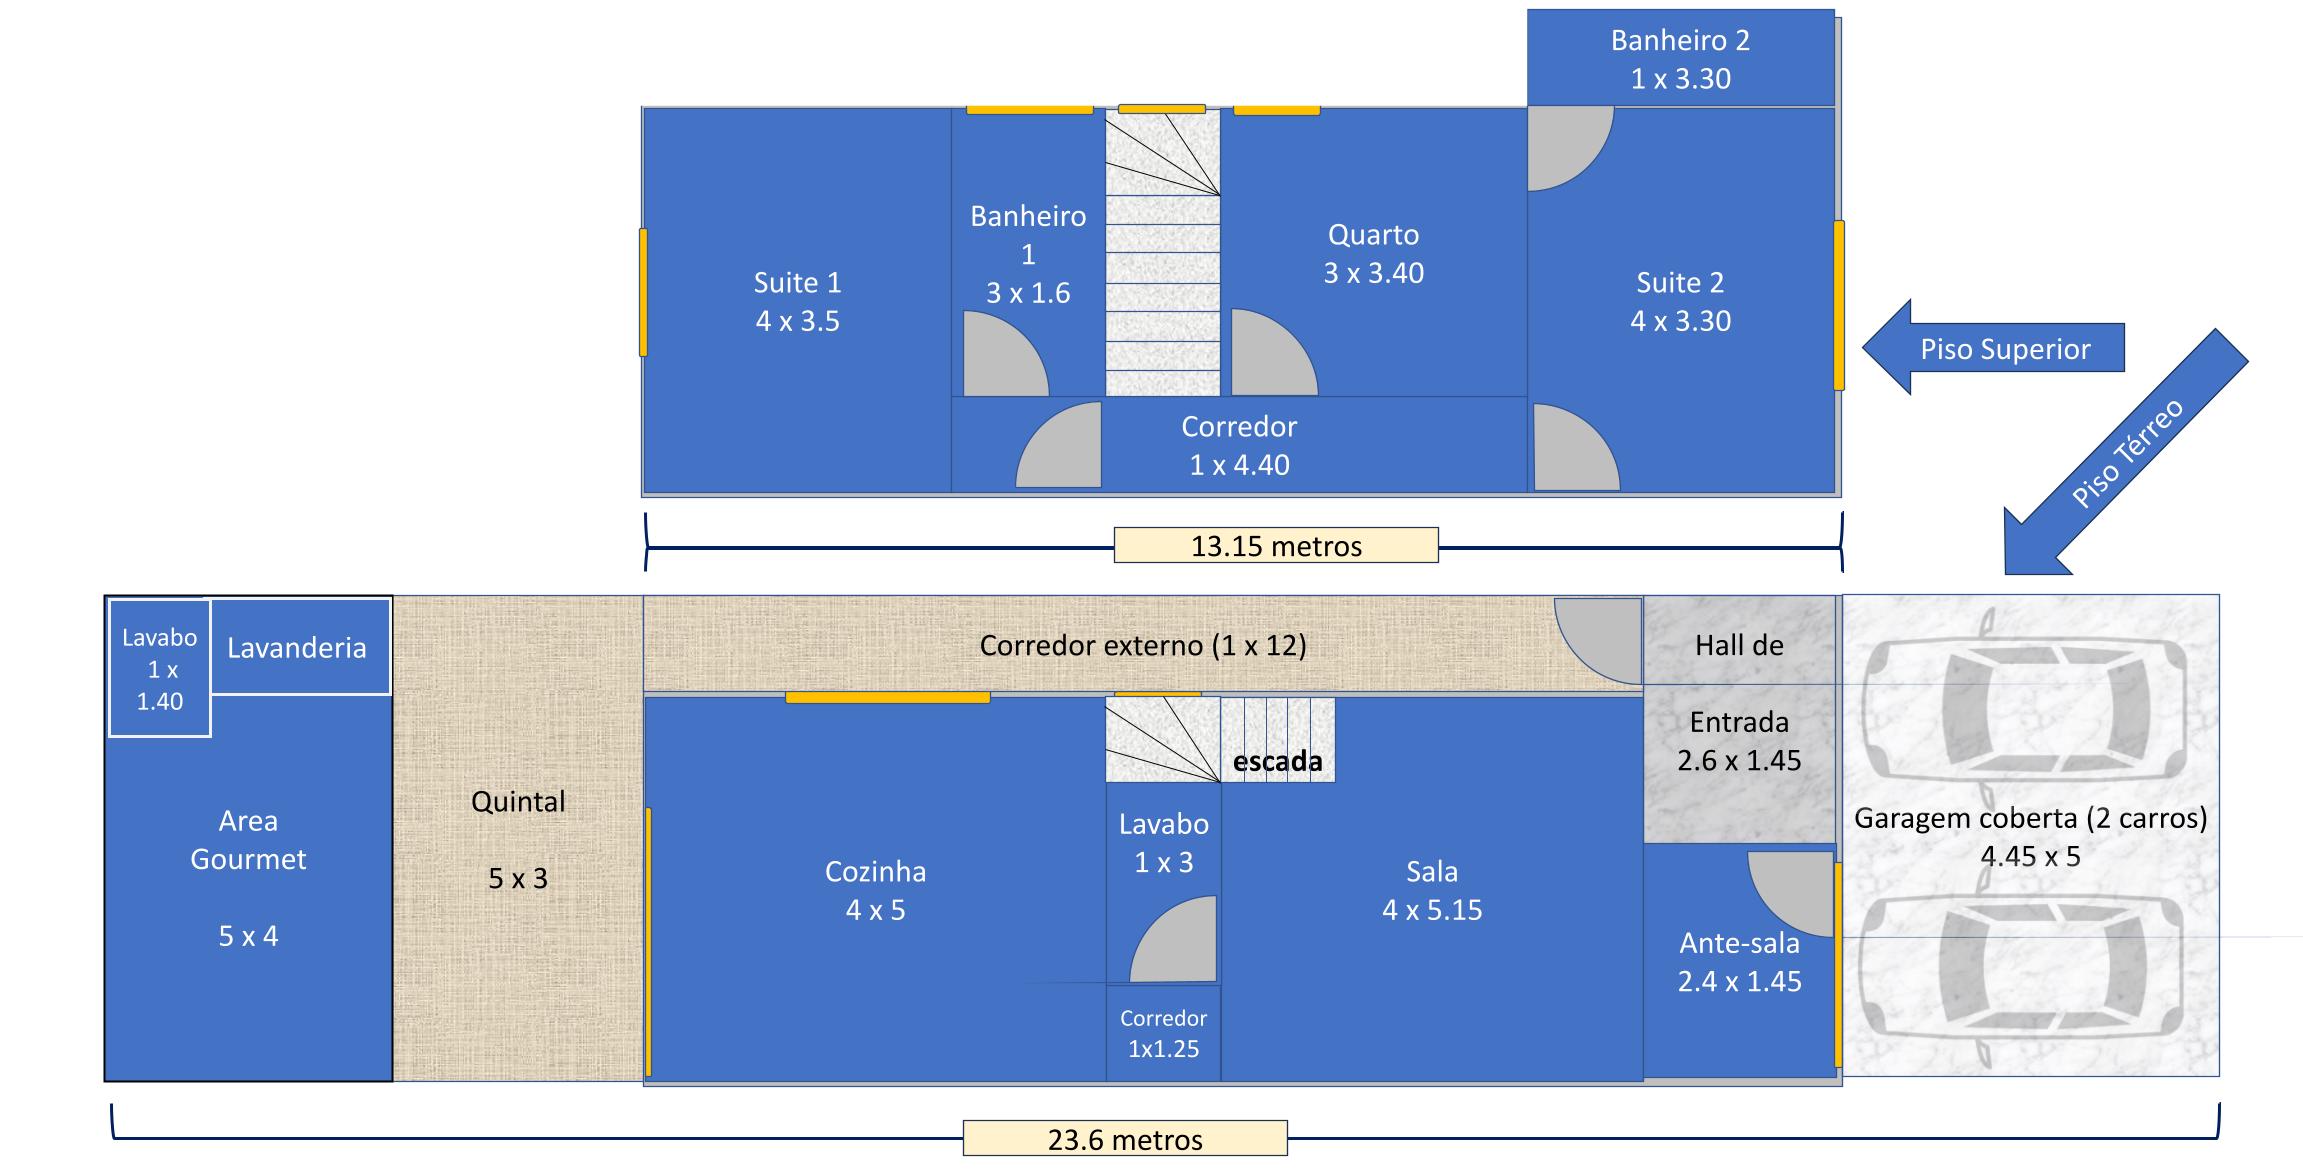 Banheiro 2
1 x 3.30
Banheiro
1
3 x 1.6
Quarto
3 x 3.40
Suite 1
4 x 3.5
Suite 2
4 x 3.30
Corredor
1 x 4.40
Piso Superior
Piso Térreo
13.15 metros
Lavabo
1 x
1.40
Lavanderia
Corredor externo (1 x 12)
Hall de
Entrada
2.6 x 1.45
escada
Quintal
5 x 3
Area
Gourmet
5 x 4
Cozinha
4 x 5
Lavabo
1 x 3
Sala
4 x 5.15
Garagem coberta (2 carros)
4.45 x 5
Ante-sala
2.4 x 1.45
Corredor
1x1.25
23.6 metros